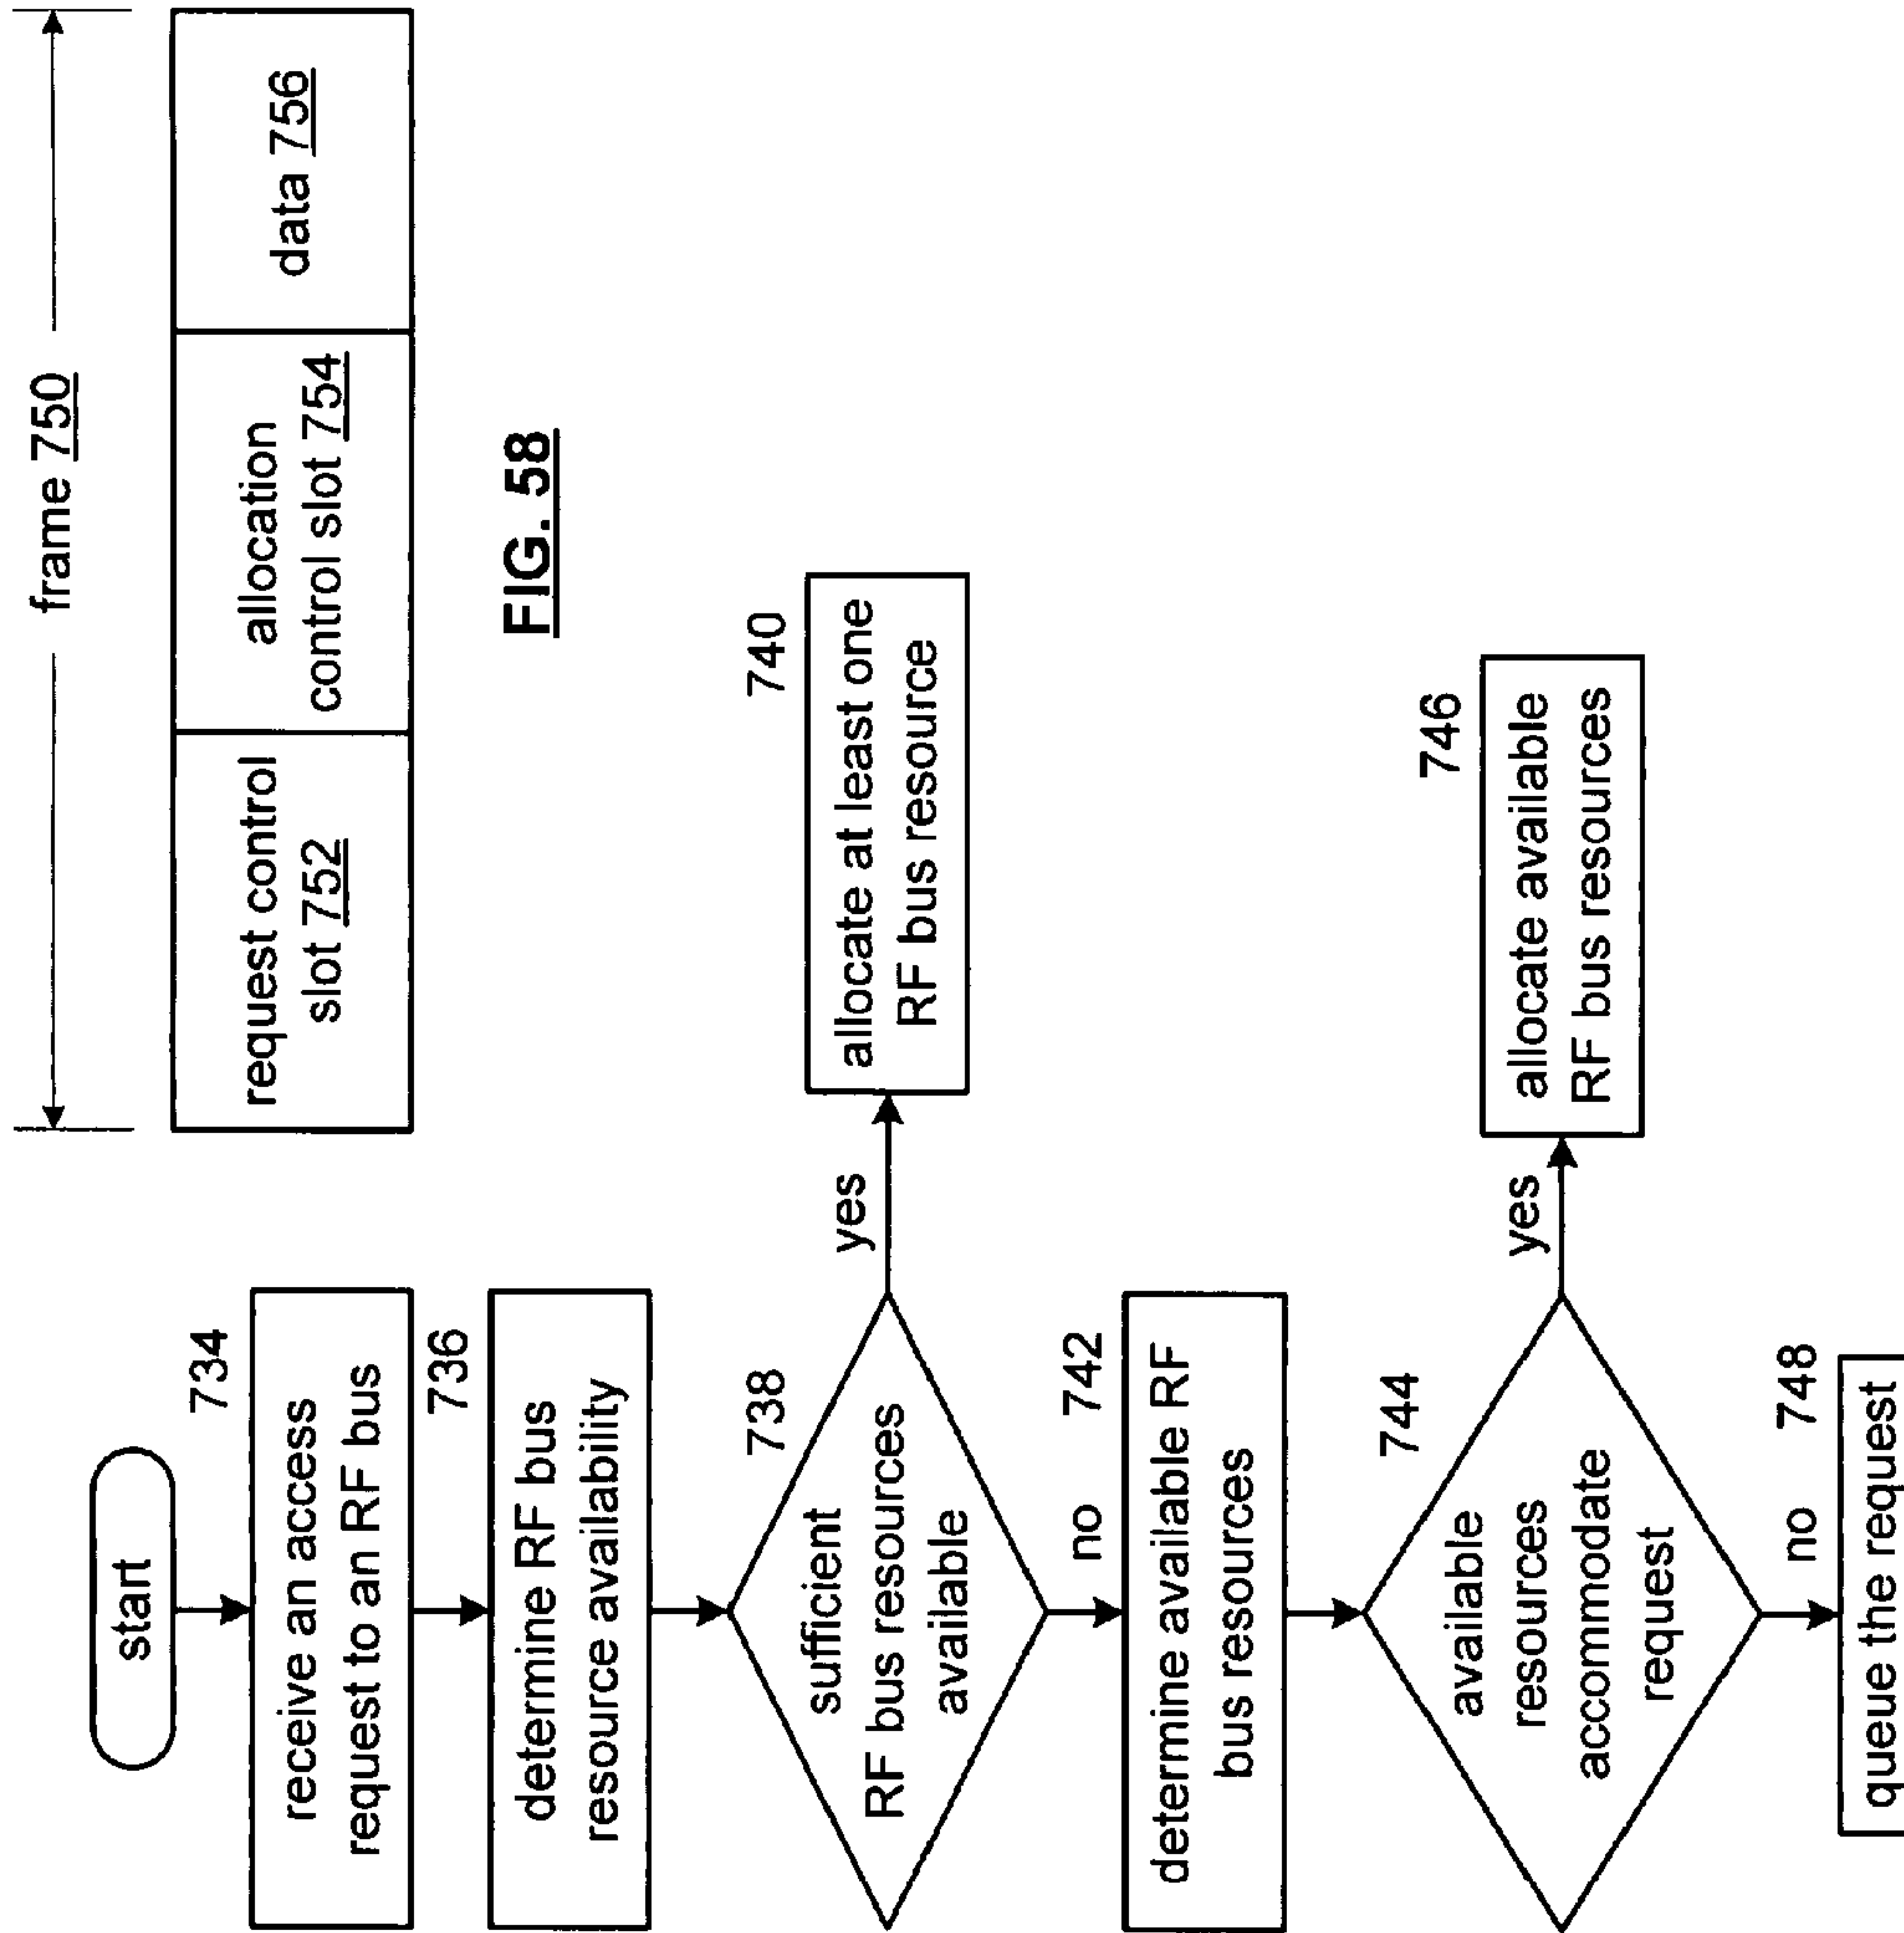 frame 750
request control
slot 752
allocation
control slot 754
data 756
FIG. 58
start
734
receive an access
request to an RF bus
736
determine RF bus
resource availability
738
sufficient
RF bus resources
available
yes
740
allocate at least one
RF bus resource
no
742
determine available RF
bus resources
744
available
resources
accommodate
request
yes
746
allocate available
RF bus resources
no
748
queue the request